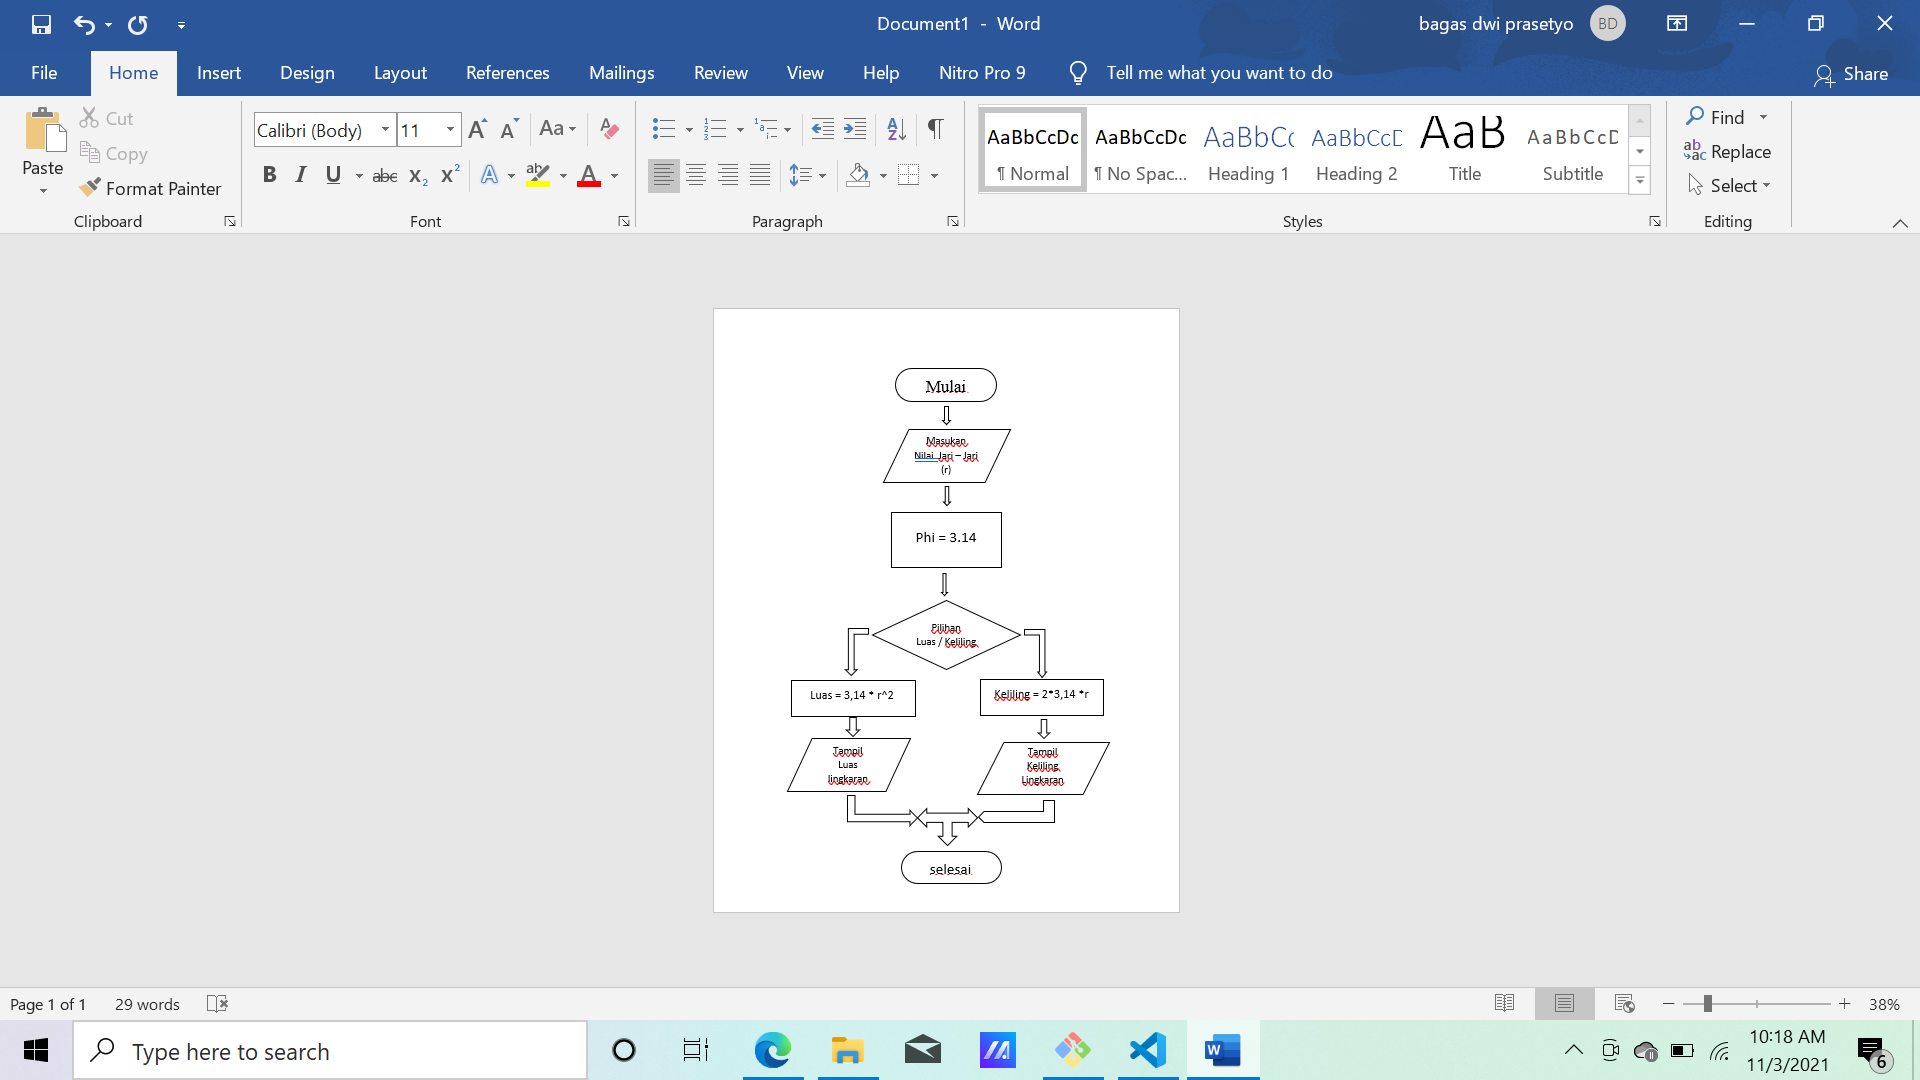 Document1 - Word
bagas dwi prasetyo
BD
File
Home
Insert
Design
Layout
References
Mailings
Review
View
Help
Nitro Pro 9
Tell me what you want to do
Share
Paste
Cut
Copy
Format Painter
Clipboard
Calibri (Body)
11
Font
Paragraph
AaBbCcDc
¶ Normal
AaBbCcDc
¶ No Spac...
AaBbCc
Heading 1
AaBbCcD
Heading 2
AaB
Title
AaBbCcD
Subtitle
Styles
Find
Replace
Select
Editing
Mulai
Masukan
Nilai Jari – Jari
(r)
Phi = 3.14
Pilihan
Luas / Keliling
Luas = 3,14 * r^2
Keliling = 2*3,14 *r
Tampil
Luas
lingkaran
Tampil
Keliling
Lingkaran
selesai
Page 1 of 1
29 words
38%
Type here to search
10:18 AM
11/3/2021
6